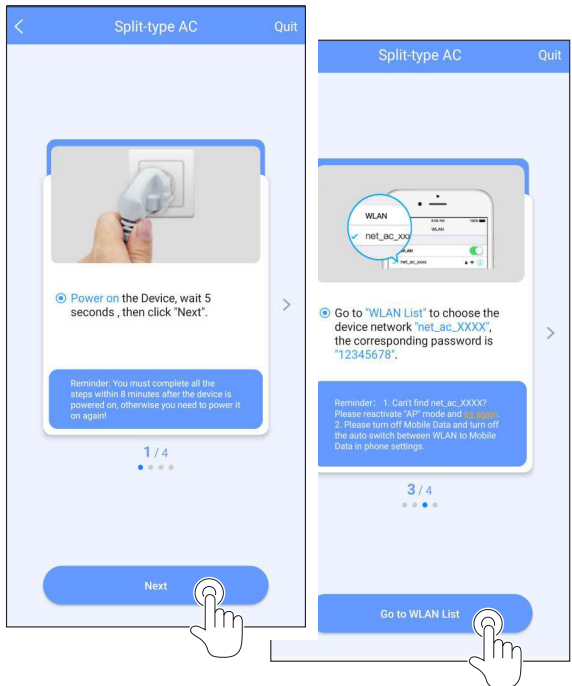 Split-type AC
Quit
Power on the Device, wait 5
seconds , then click "Next".
Reminder: You must complete all the
steps within 8 minutes after the device is
powered on, otherwise you need to power it
on again!
1 / 4
Next
Split-type AC
Quit
WLAN
net_ac_xxx
WLAN
WLAN
net_ac_xxxx
Go to "WLAN List" to choose the
device network "net_ac_XXXX",
the corresponding password is
"12345678".
Reminder: 1. Can't find net_ac_XXXX?
Please reactivate "AP" mode and try again.
2. Please turn off Mobile Data and turn off
the auto switch between WLAN to Mobile
Data in phone settings.
3 / 4
Go to WLAN List